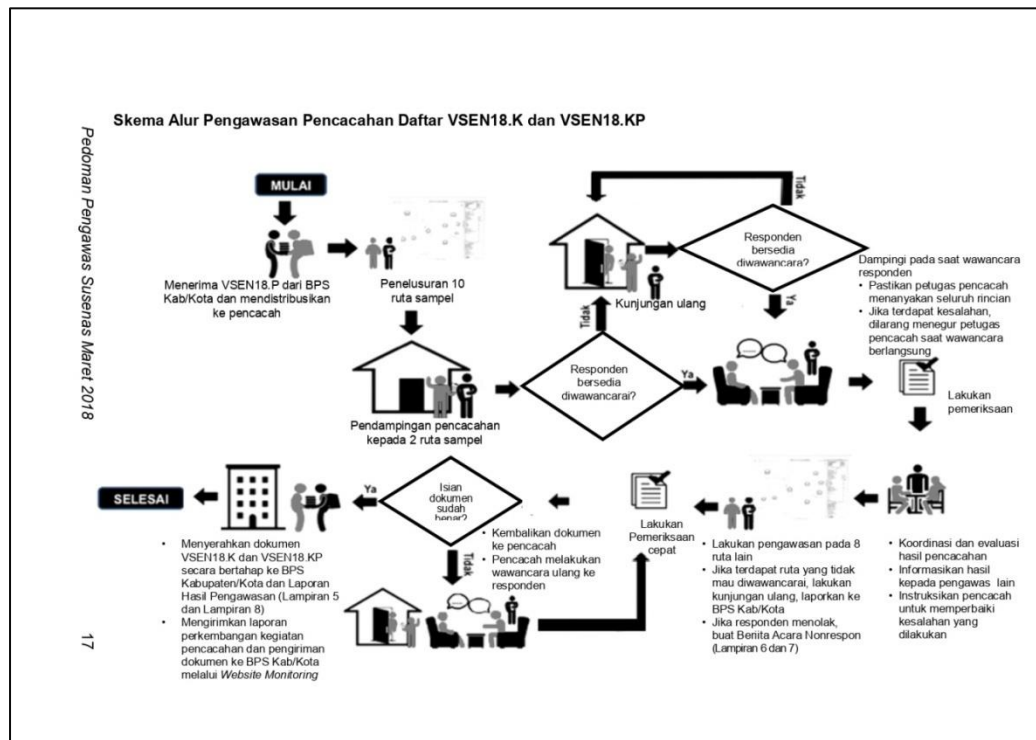 Pedoman Pengawas Susenas Maret 2018
Skema Alur Pengawasan Pencacahan Daftar VSEN18.K dan VSEN18.KP
MULAI
Menerima VSEN18.P dari BPS
Kab/Kota dan mendistribusikan
ke pencacah
Penelusuran 10
ruta sampel
Pendampingan pencacahan
kepada 2 ruta sampel
Responden
bersedia
diwawancarai?
Tidak
Kunjungan ulang
Responden
bersedia
diwawancara?
Tidak
Ya
Ya
Dampingi pada saat wawancara
responden
• Pastikan petugas pencacah
menanyakan seluruh rincian
• Jika terdapat kesalahan,
dilarang menegur petugas
pencacah saat wawancara
berlangsung
Lakukan
pemeriksaan
• Koordinasi dan evaluasi
hasil pencacahan
• Informasikan hasil
kepada pengawas lain
• Instruksikan pencacah
untuk memperbaiki
kesalahan yang
dilakukan
• Lakukan pengawasan pada 8
ruta lain
• Jika terdapat ruta yang tidak
mau diwawancarai, lakukan
kunjungan ulang, laporkan ke
BPS Kab/Kota
• Jika responden menolak,
buat Beriita Acara Nonrespon
(Lampiran 6 dan 7)
Lakukan
Pemeriksaan
cepat
Isian
dokumen
sudah
benar?
Tidak
• Kembalikan dokumen
ke pencacah
• Pencacah melakukan
wawancara ulang ke
responden
Ya
• Menyerahkan dokumen
VSEN18.K dan VSEN18.KP
secara bertahap ke BPS
Kabupaten/Kota dan Laporan
Hasil Pengawasan (Lampiran 5
dan Lampiran 8)
• Mengirimkan laporan
perkembangan kegiatan
pencacahan dan pengiriman
dokumen ke BPS Kab/Kota
melalui Website Monitoring
SELESAI
17